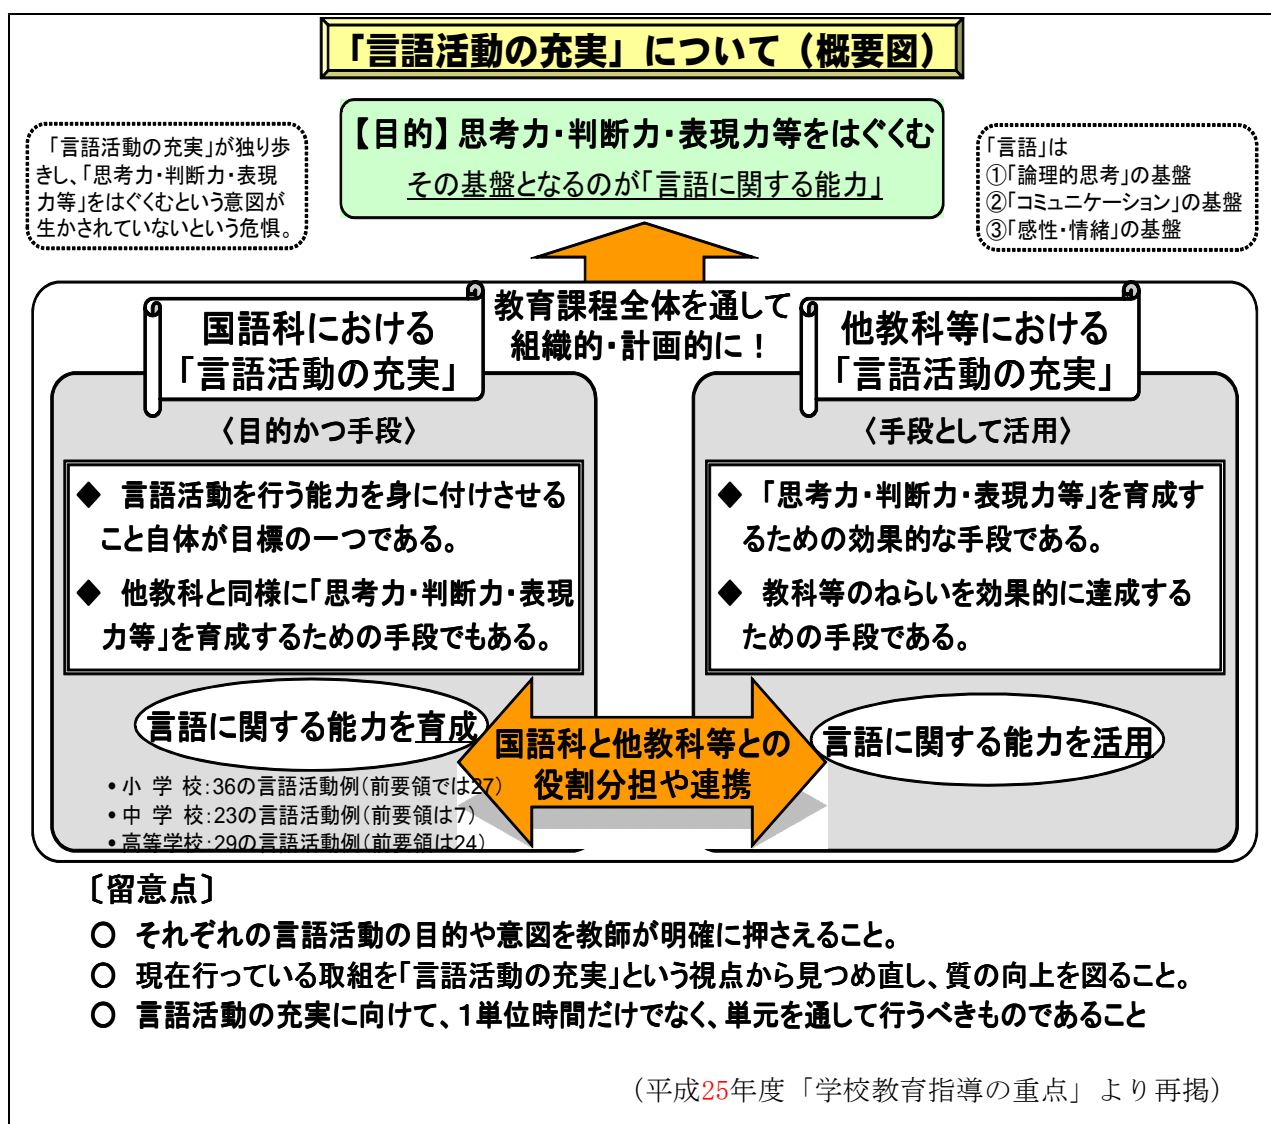 「言語活動の充実」について（概要図）
「言語活動の充実」が独り歩
きし、「思考力・判断力・表現
力等」をはぐくむという意図が
生かされていないという危惧。
【目的】思考力・判断力・表現力等をはぐくむ
その基盤となるのが「言語に関する能力」
「言語」は
①「論理的思考」の基盤
②「コミュニケーション」の基盤
③「感性・情緒」の基盤
教育課程全体を通して
組織的・計画的に！
国語科における
「言語活動の充実」
〈目的かつ手段〉
◆ 言語活動を行う能力を身に付けさせる
こと自体が目標の一つである。
◆ 他教科と同様に「思考力・判断力・表現
力等」を育成するための手段でもある。
言語に関する能力を育成
・小 学 校：36の言語活動例（前要領では27）
・中 学 校：23の言語活動例（前要領は7）
・高等学校：29の言語活動例（前要領は24）
国語科と他教科等との
役割分担や連携
他教科等における
「言語活動の充実」
〈手段として活用〉
◆ 「思考力・判断力・表現力等」を育成す
るための効果的な手段である。
◆ 教科等のねらいを効果的に達成する
ための手段である。
言語に関する能力を活用
〔留意点〕
○ それぞれの言語活動の目的や意図を教師が明確に押さえること。
○ 現在行っている取組を「言語活動の充実」という視点から見つめ直し、質の向上を図ること。
○ 言語活動の充実に向けて、１単位時間だけでなく、単元を通して行うべきものであること
（平成25年度「学校教育指導の重点」より再掲）